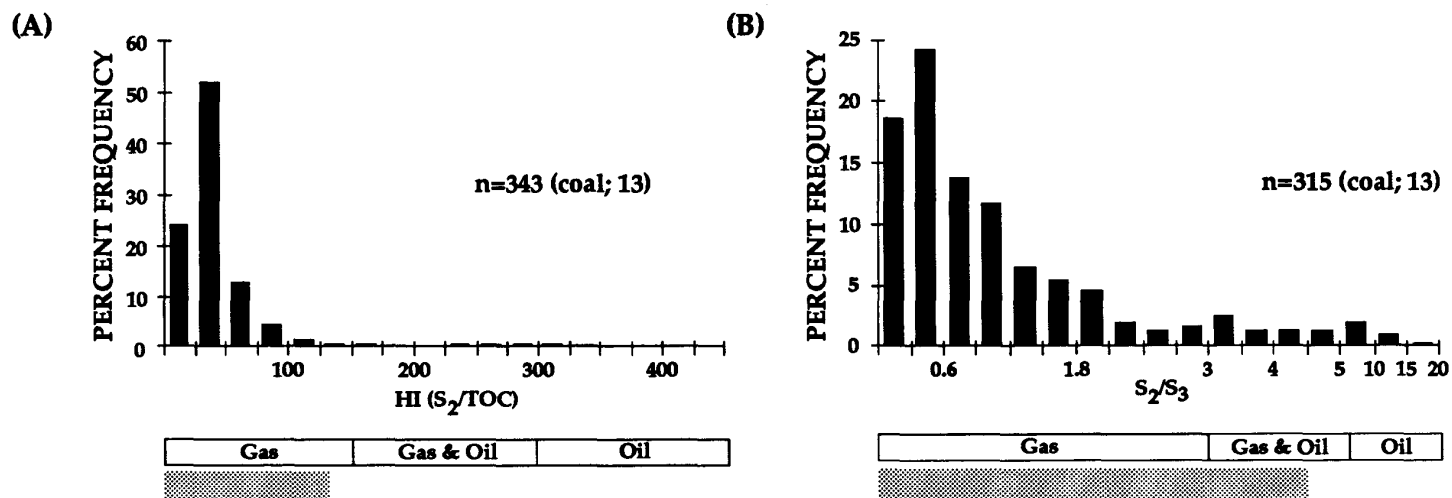 (A)
PERCENT FREQUENCY
60
50
40
30
20
10
0
n=343 (coal; 13)
100
200
300
400
HI (S2/TOC)
Gas
Gas & Oil
Oil
(B)
PERCENT FREQUENCY
25
20
15
10
5
0
n=315 (coal; 13)
0.6
1.8
3
4
5
10
15
20
S2/S3
Gas
Gas & Oil
Oil